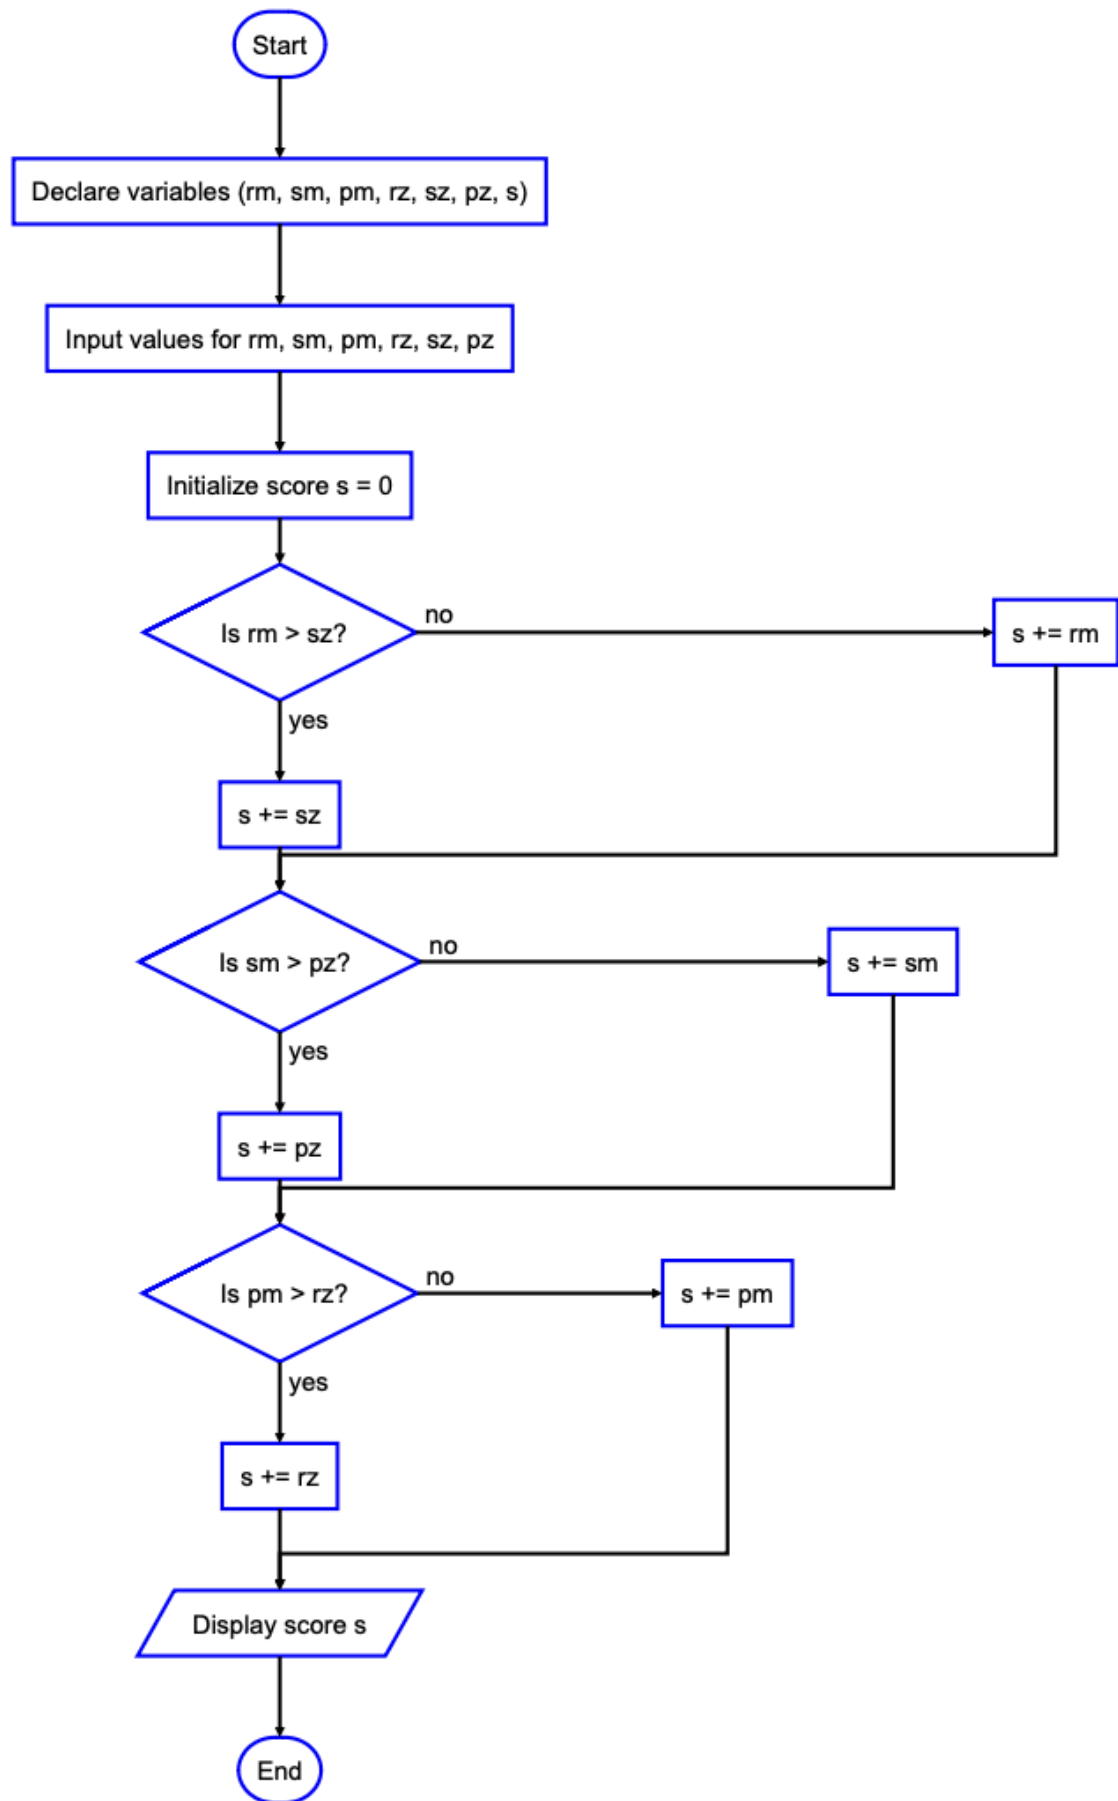 Start
Declare variables (rm, sm, pm, rz, sz, pz, s)
Input values for rm, sm, pm, rz, sz, pz
Initialize score s = 0
Is rm > sz?
no
s += rm
yes
s += sz
Is sm > pz?
no
s += sm
yes
s += pz
Is pm > rz?
no
s += pm
yes
s += rz
Display score s
End